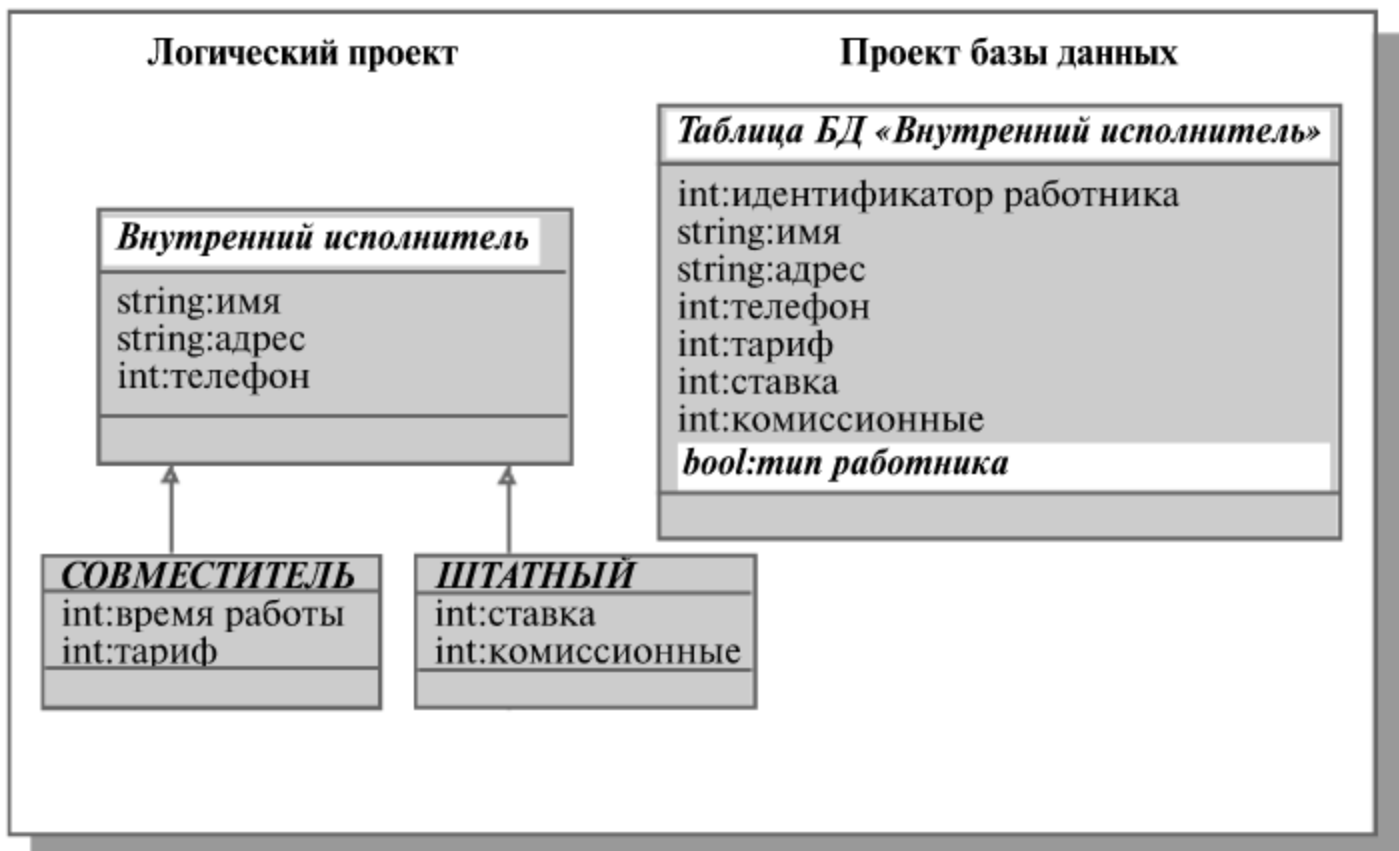 Логический проект
Внутренний исполнитель
string:имя
string:адрес
int:телефон
СОВМЕСТИТЕЛЬ
int:время работы
int:тариф
ШТАТНЫЙ
int:ставка
int:комиссионные
Проект базы данных
Таблица БД «Внутренний исполнитель»
int:идентификатор работника
string:имя
string:адрес
int:телефон
int:тариф
int:ставка
int:комиссионные
bool:тип работника